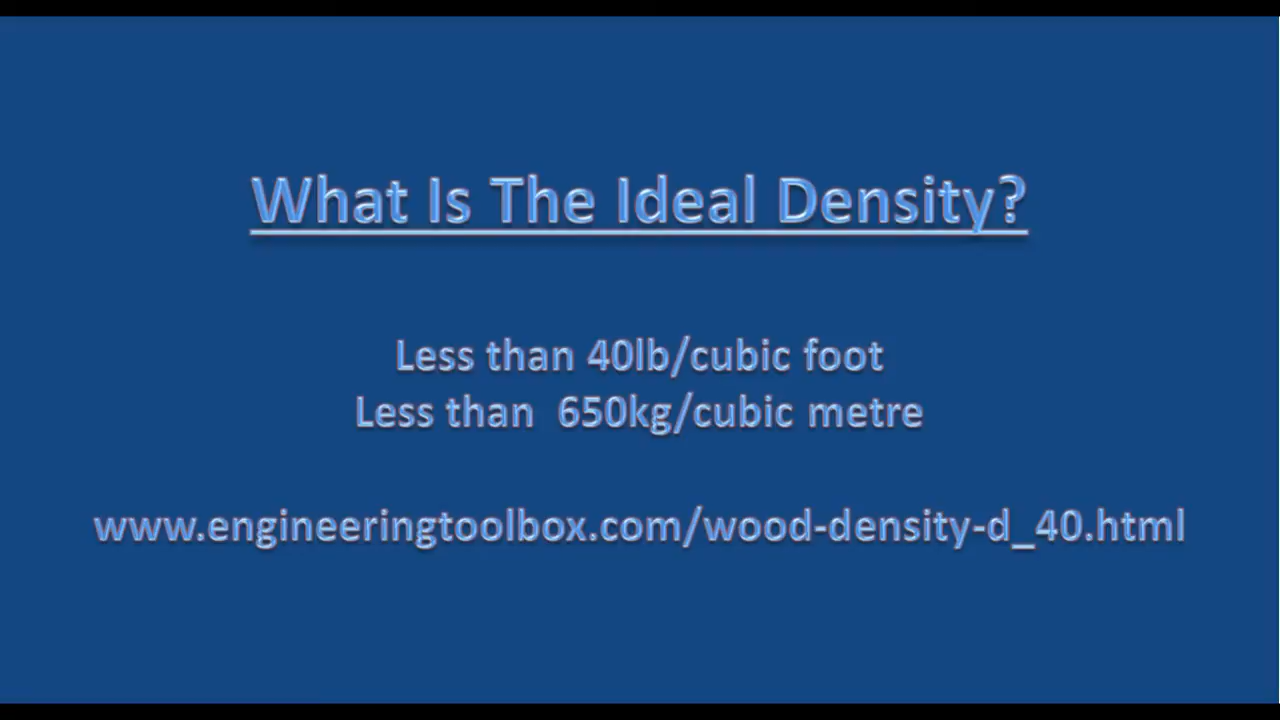 What Is The Ideal Density?
Less than 40lb/cubic foot
Less than 650kg/cubic metre
www.engineeringtoolbox.com/wood-density-d_40.html